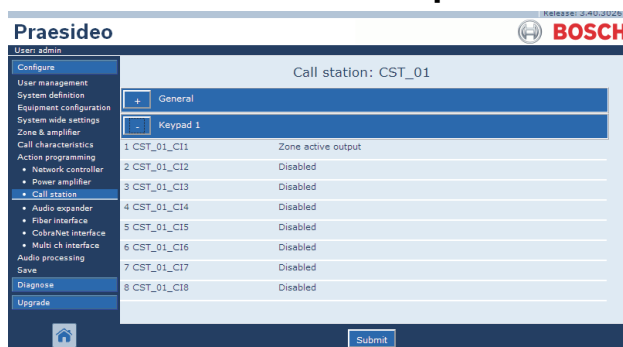 Release: 3.40.3026
Praesideo
BOSCH
User: admin
Configure
User management
System definition
Equipment configuration
System wide settings
Zone & amplifier
Call characteristics
Action programming
• Network controller
• Power amplifier
• Call station
• Audio expander
• Fiber interface
• CobraNet interface
• Multi ch interface
Audio processing
Save
Diagnose
Upgrade
Call station: CST_01
+ General
- Keypad 1
1 CST_01_CI1 Zone active output
2 CST_01_CI2 Disabled
3 CST_01_CI3 Disabled
4 CST_01_CI4 Disabled
5 CST_01_CI5 Disabled
6 CST_01_CI6 Disabled
7 CST_01_CI7 Disabled
8 CST_01_CI8 Disabled
Submit